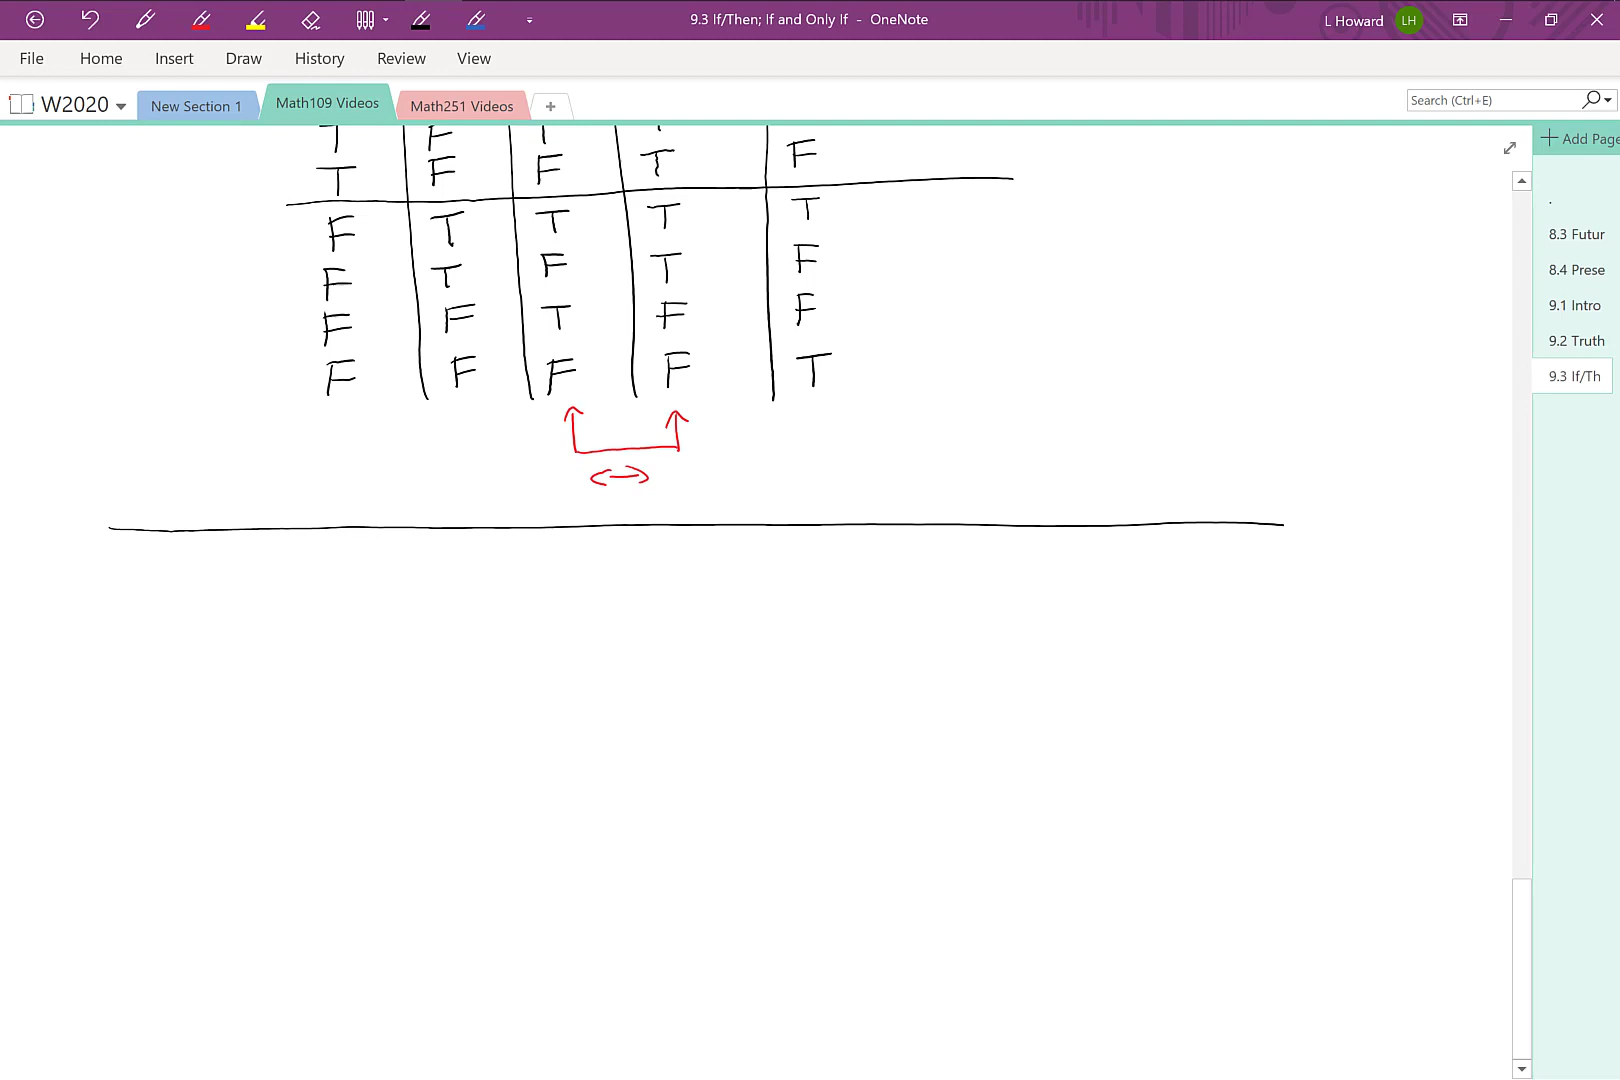 9.3 If/Then; If and Only If - OneNote
L Howard LH
File Home Insert Draw History Review View
W2020 New Section 1 Math109 Videos Math251 Videos +
Search (Ctrl+E)
Add Page
.
8.3 Futur
8.4 Prese
9.1 Intro
9.2 Truth
9.3 If/Th
T F T
T F F T F
F T T T T
F T F T F
F F T F F
F F F F T
↔